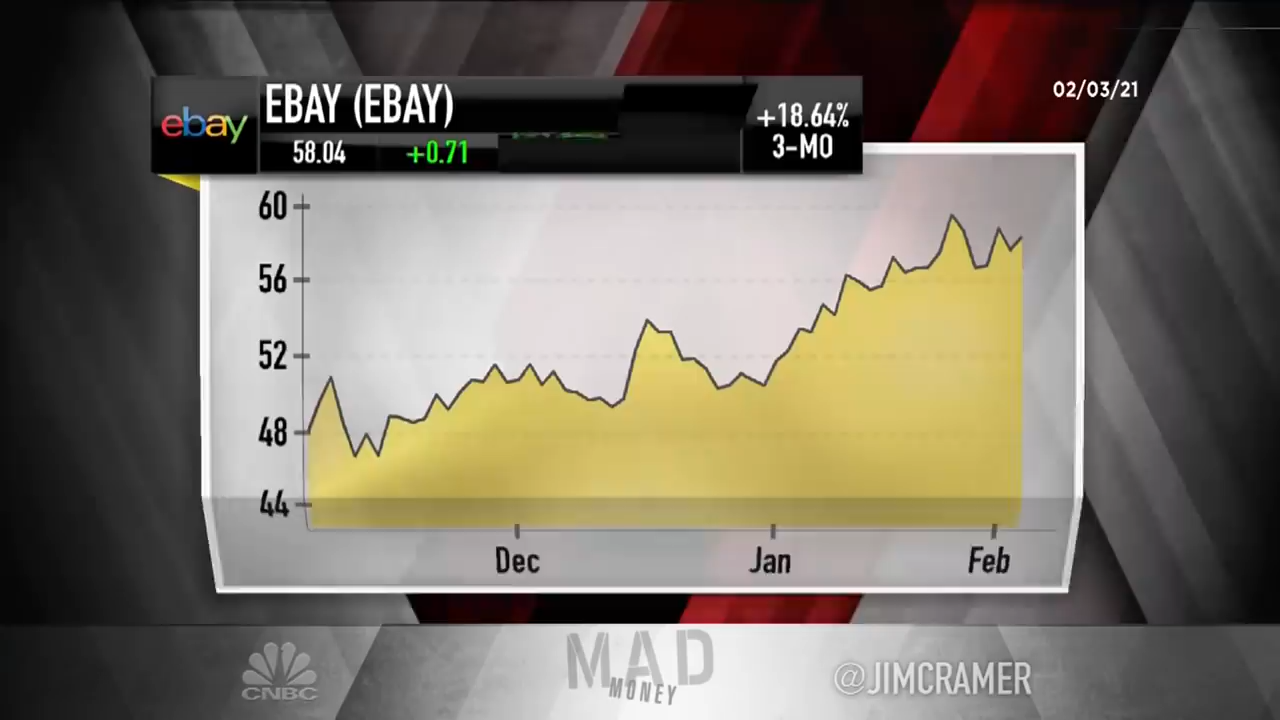 02/03/21
ebay
EBAY (EBAY)
58.04 +0.71
+18.64%
3-MO
60
56
52
48
44
Dec Jan Feb
CNBC
MAD
MONEY
@JIMCRAMER